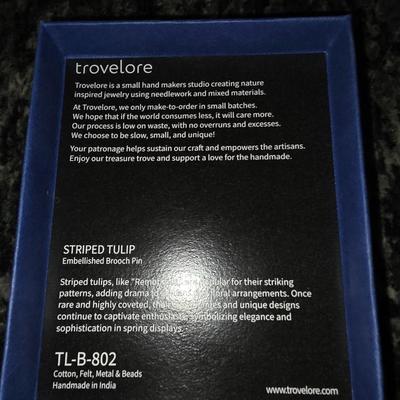 trovelore
Trovelore is a small hand makers studio creating nature
inspired jewelry using needlework and mixed materials.
At Trovelore, we only make-to-order in small batches.
We hope that if the world consumes less, it will care more.
Our process is low on waste, with no overruns and excesses.
We choose to be slow, small, and unique!
Your patronage helps sustain our craft and empowers the artisans.
Enjoy our treasure trove and support a love for the handmade.
STRIPED TULIP
Embellished Brooch Pin
Striped tulips, like "Remb for their striking
patterns, adding drama to floral arrangements. Once
rare and highly coveted, their and unique designs
continue to captivate enthusiasts, symbolizing elegance and
sophistication in spring displays.
TL-B-802
Cotton, Felt, Metal & Beads
Handmade in India
www.trovelore.com